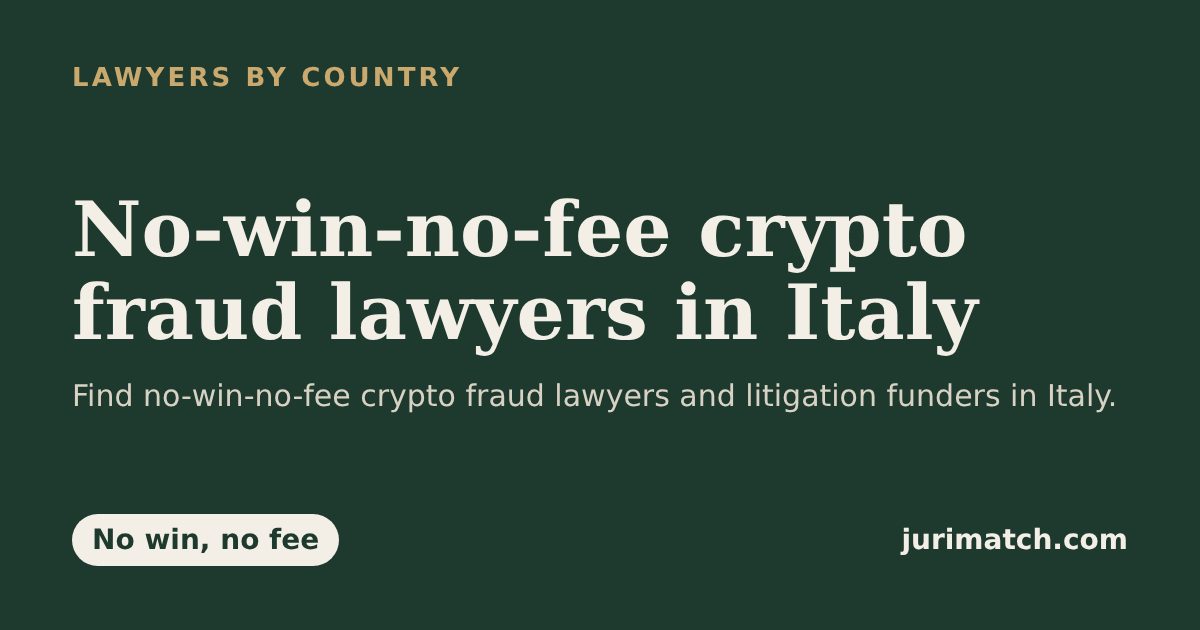 LAWYERS BY COUNTRY
No-win-no-fee crypto
fraud lawyers in Italy
Find no-win-no-fee crypto fraud lawyers and litigation funders in Italy.
No win, no fee
jurimatch.com